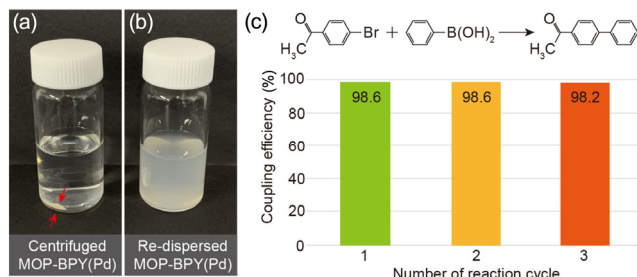 (a)
Centrifuged
MOP-BPY(Pd)
(b)
Re-dispersed
MOP-BPY(Pd)
(c)
O
H₃C
Br
+
B(OH)₂
O
H₃C
Coupling efficiency (%)
100
80
60
40
20
0
98.6
98.6
98.2
1
2
3
Number of reaction cycle